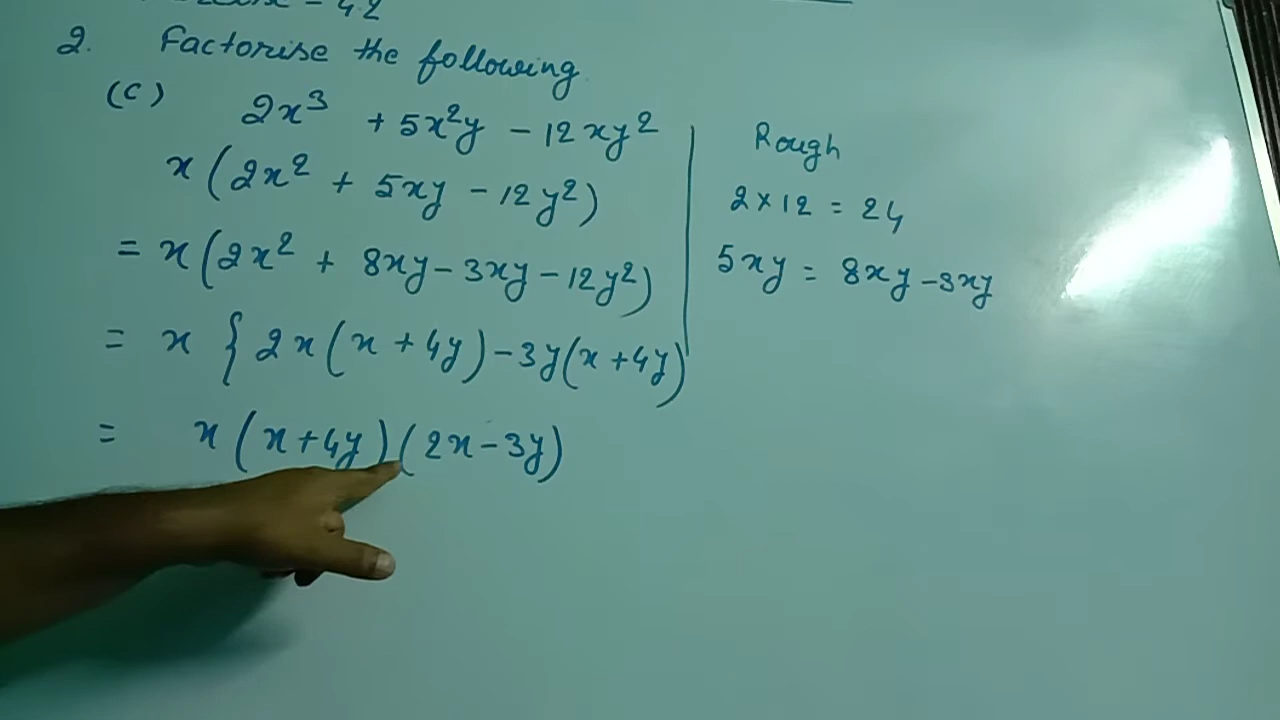 = 42
2. Factorise the following
(c) 2x³ + 5x²y - 12xy²
x(2x² + 5xy - 12y²)
= x(2x² + 8xy - 3xy - 12y²)
= x {2x(x + 4y) - 3y(x + 4y)
= x(x + 4y)(2x - 3y)
Rough
2 × 12 = 24
5xy = 8xy - 3xy